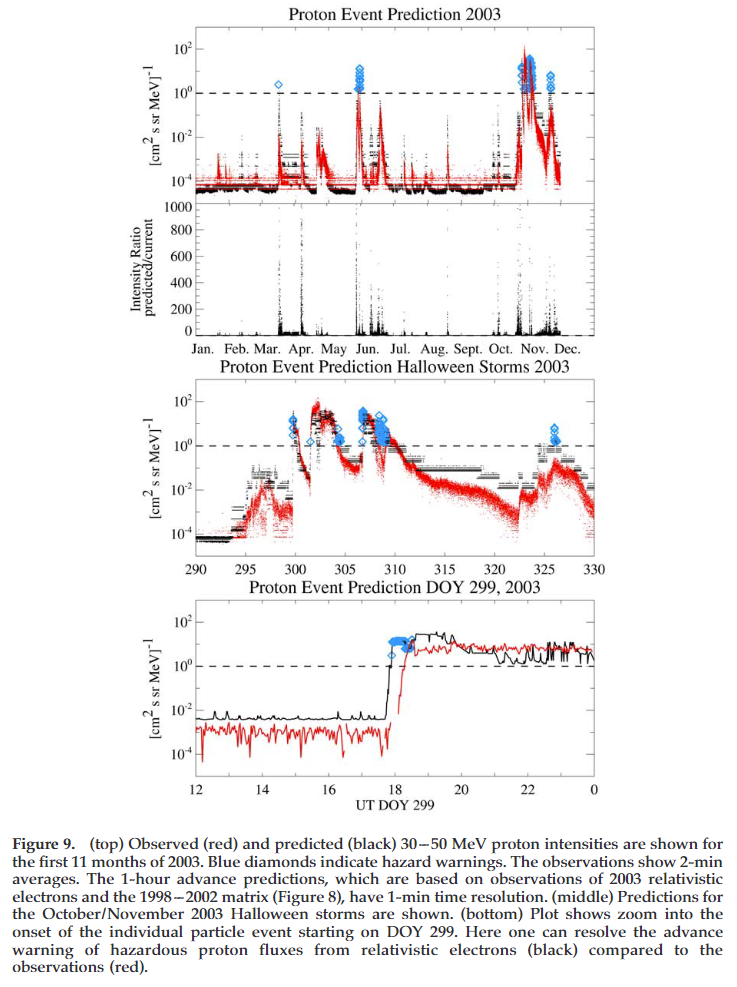 Proton Event Prediction 2003
[cm² s sr MeV]⁻¹
10²
10⁰
10⁻²
10⁻⁴
Intensity Ratio
predicted/current
1000
800
600
400
200
0
Jan. Feb. Mar. Apr. May Jun. Jul. Aug. Sept. Oct. Nov. Dec.
Proton Event Prediction Halloween Storms 2003
[cm² s sr MeV]⁻¹
10²
10⁰
10⁻²
10⁻⁴
290 295 300 305 310 315 320 325 330
Proton Event Prediction DOY 299, 2003
[cm² s sr MeV]⁻¹
10²
10⁰
10⁻²
10⁻⁴
12 14 16 18 20 22 0
UT DOY 299
Figure 9. (top) Observed (red) and predicted (black) 30–50 MeV proton intensities are shown for
the first 11 months of 2003. Blue diamonds indicate hazard warnings. The observations show 2-min
averages. The 1-hour advance predictions, which are based on observations of 2003 relativistic
electrons and the 1998–2002 matrix (Figure 8), have 1-min time resolution. (middle) Predictions for
the October/November 2003 Halloween storms are shown. (bottom) Plot shows zoom into the
onset of the individual particle event starting on DOY 299. Here one can resolve the advance
warning of hazardous proton fluxes from relativistic electrons (black) compared to the
observations (red).